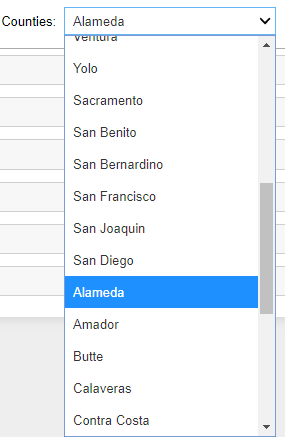 Counties: Alameda
Ventura
Yolo
Sacramento
San Benito
San Bernardino
San Francisco
San Joaquin
San Diego
Alameda
Amador
Butte
Calaveras
Contra Costa